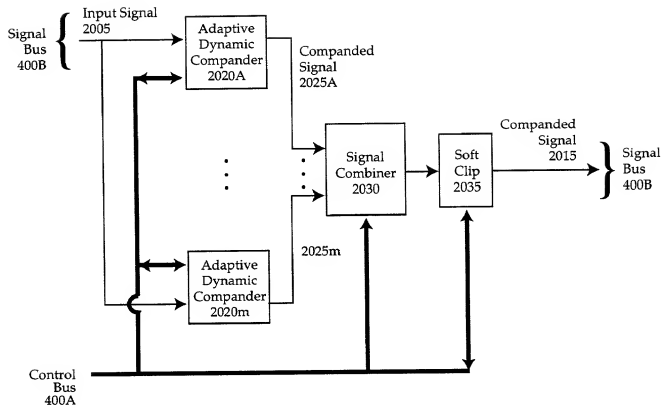 Input Signal
2005
Signal
Bus
400B
Adaptive
Dynamic
Compander
2020A
Companded
Signal
2025A
Signal
Combiner
2030
Soft
Clip
2035
Companded
Signal
2015
Signal
Bus
400B
2025m
Adaptive
Dynamic
Compander
2020m
Control
Bus
400A